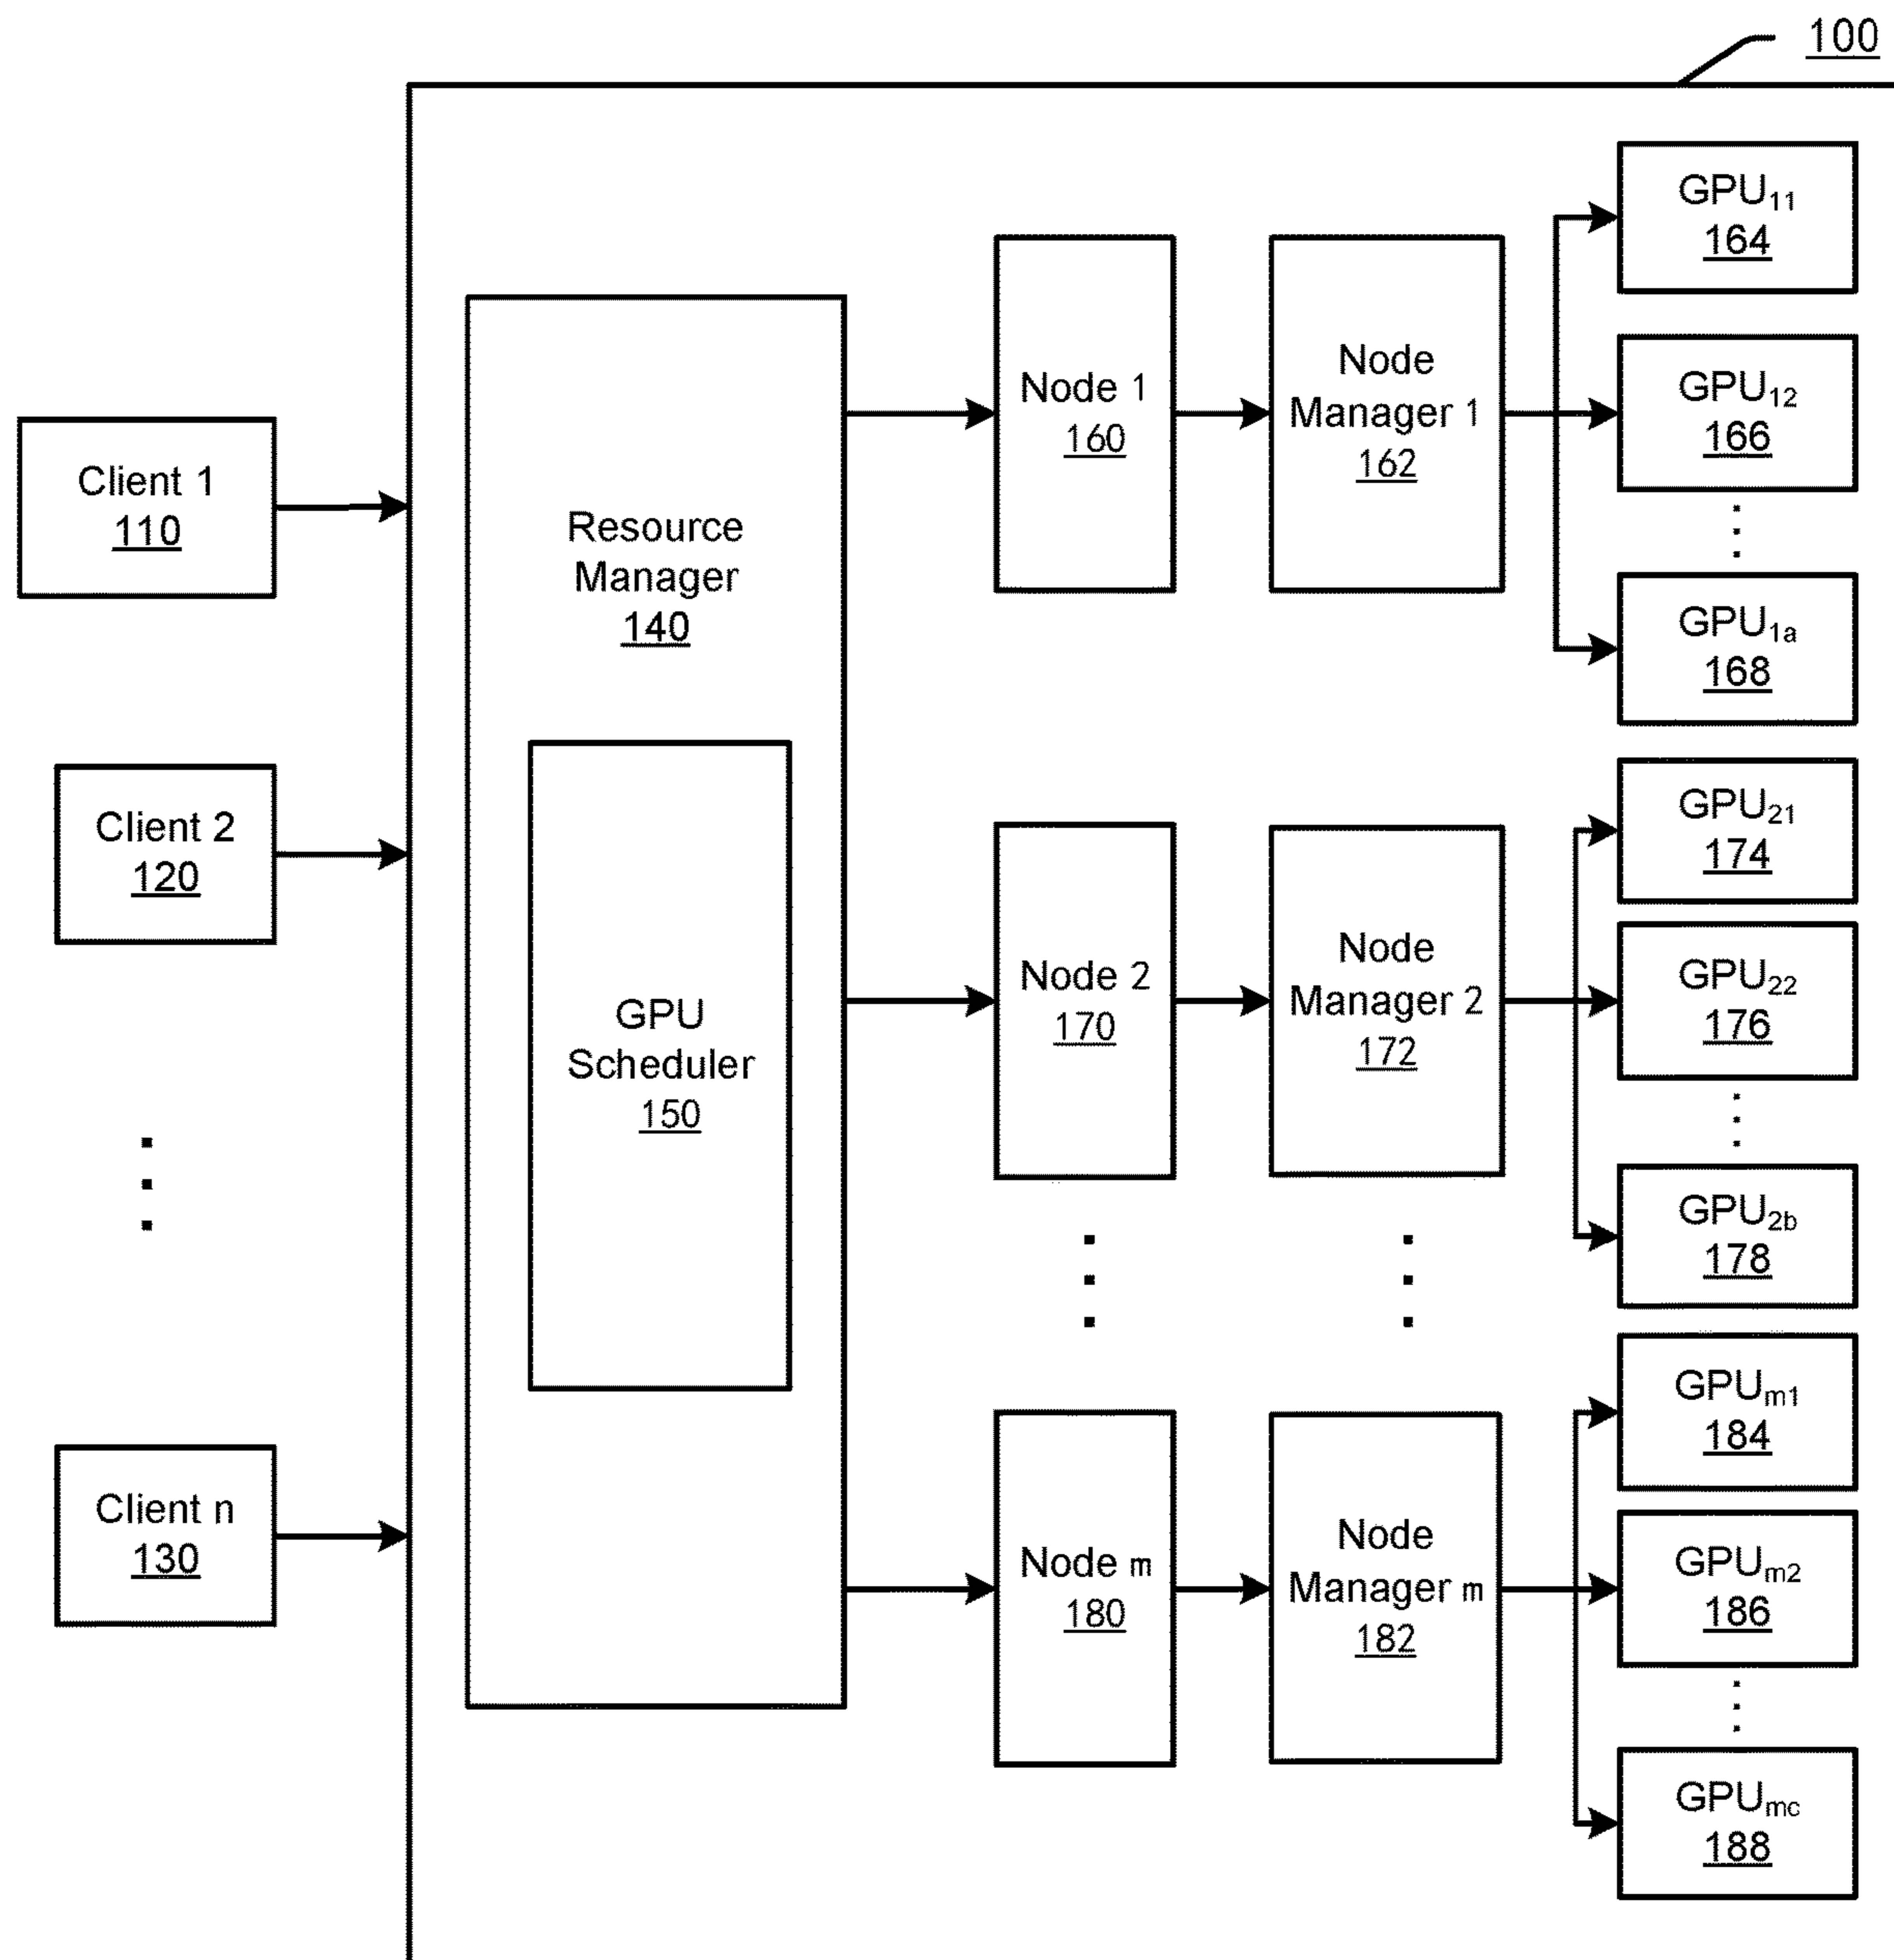 100
Client 1
110
Client 2
120
Client n
130
Resource
Manager
140
GPU
Scheduler
150
Node 1
160
Node
Manager 1
162
GPU11
164
GPU12
166
GPU1a
168
Node 2
170
Node
Manager 2
172
GPU21
174
GPU22
176
GPU2b
178
Node m
180
Node
Manager m
182
GPUm1
184
GPUm2
186
GPUmc
188